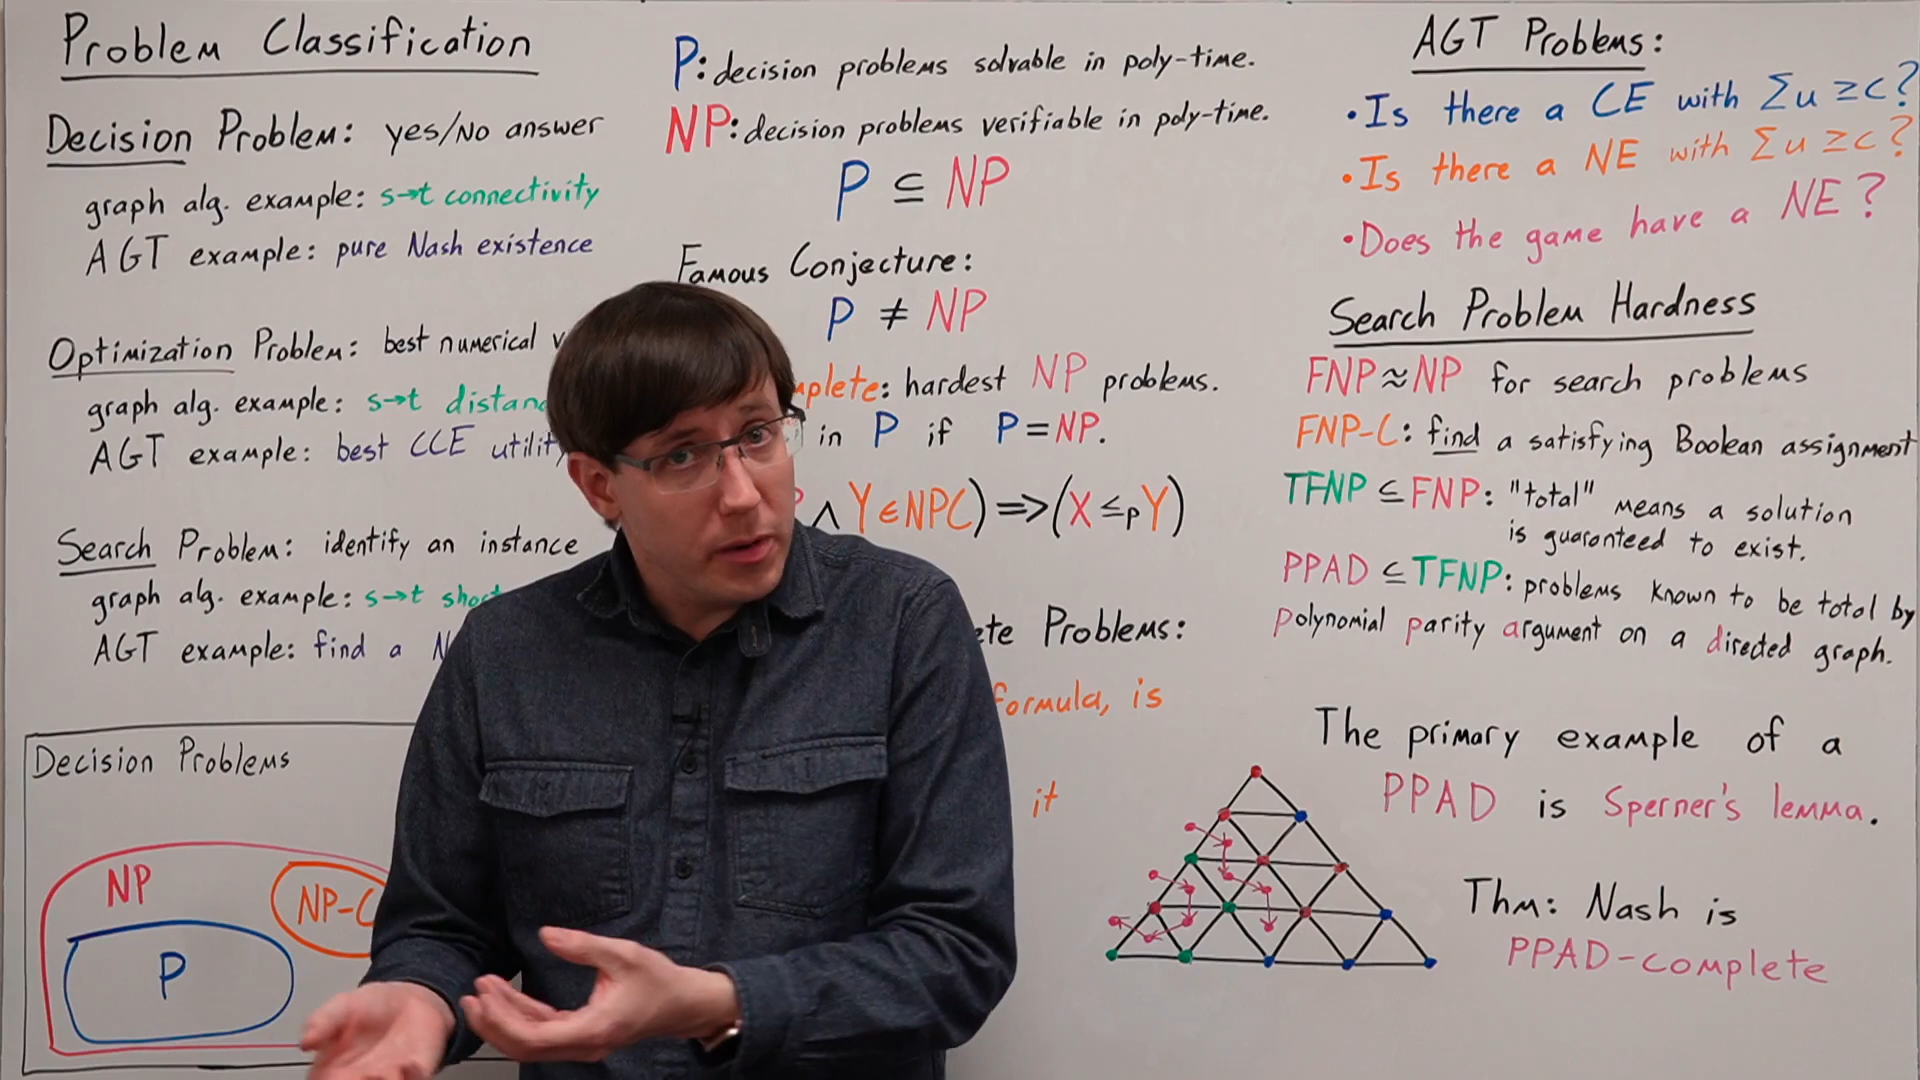 Problem Classification
Decision Problem: yes/no answer
graph alg. example: s→t connectivity
AGT example: pure Nash existence
Optimization Problem: best numerical
graph alg. example: s→t
AGT example: best CCE
Search Problem: identify an instance
graph alg. example: s→t
AGT example: find a
Decision Problems
NP
NP-C
P
P: decision problems solvable in poly-time.
NP: decision problems verifiable in poly-time.
P ⊆ NP
Famous Conjecture:
P ≠ NP
hardest NP problems.
in P if P=NP.
∧ Y∈NPC) => (X ≤p Y)
Problems:
formula, is
it
AGT Problems:
•Is there a CE with Σu ≥c?
•Is there a NE with Σu ≥c?
•Does the game have a NE?
Search Problem Hardness
FNP≈NP for search problems
FNP-C: find a satisfying Boolean assignment
TFNP ⊆ FNP: "total" means a solution
is guaranteed to exist.
PPAD ⊆ TFNP: problems known to be total by
polynomial parity argument on a directed graph.
The primary example of a
PPAD is Sperner's lemma.
Thm: Nash is
PPAD-complete